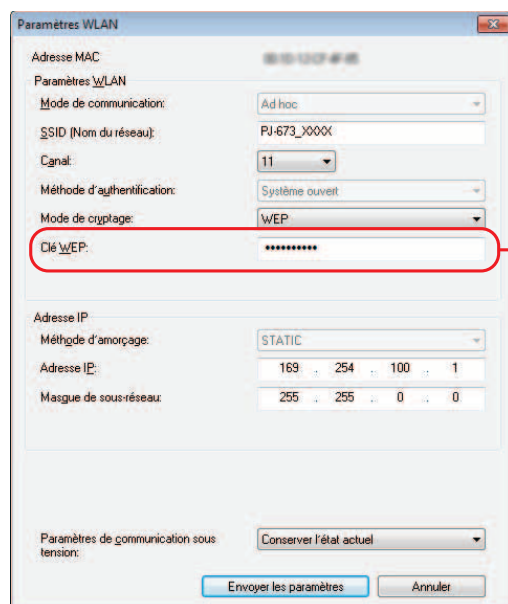 Paramètres WLAN
Adresse MAC
Paramètres WLAN
Mode de communication: Ad hoc
SSID (Nom du réseau): PJ-673_XXXX
Canal: 11
Méthode d'authentification: Système ouvert
Mode de cryptage: WEP
Clé WEP: ••••••••••
Adresse IP
Méthode d'amorçage: STATIC
Adresse IP: 169 . 254 . 100 . 1
Masque de sous-réseau: 255 . 255 . 0 . 0
Paramètres de communication sous tension: Conserver l'état actuel
Envoyer les paramètres Annuler